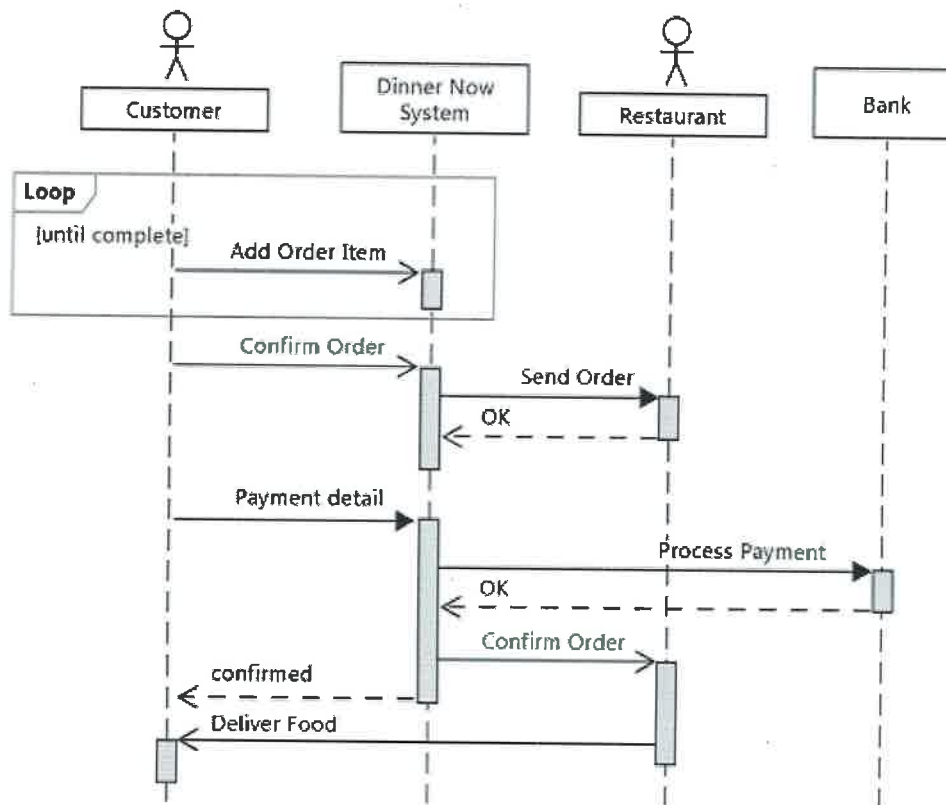 Customer
Dinner Now
System
Restaurant
Bank
Loop
[until complete]
Add Order Item
Confirm Order
Send Order
OK
Payment detail
Process Payment
OK
Confirm Order
confirmed
Deliver Food